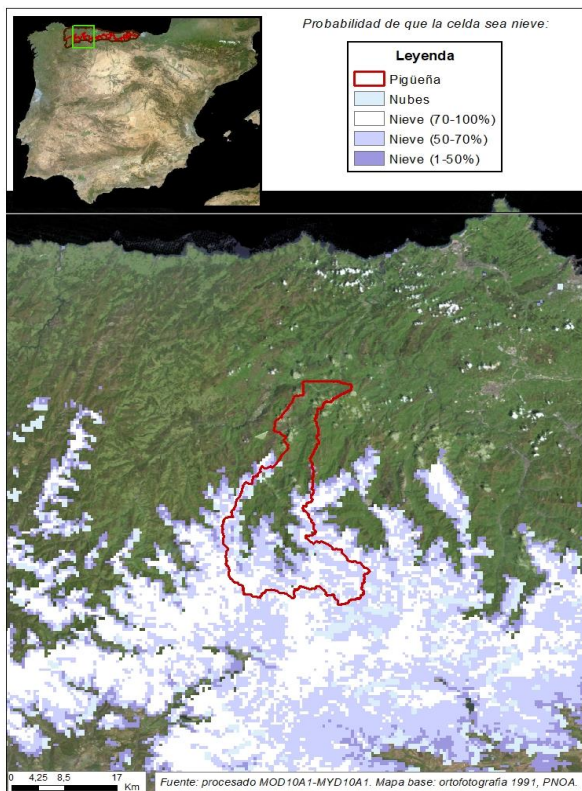 Probabilidad de que la celda sea nieve:
Leyenda
Pigüeña
Nubes
Nieve (70-100%)
Nieve (50-70%)
Nieve (1-50%)
0 4,25 8,5 17
Km
Fuente: procesado MOD10A1-MYD10A1. Mapa base: ortofotografia 1991, PNOA.